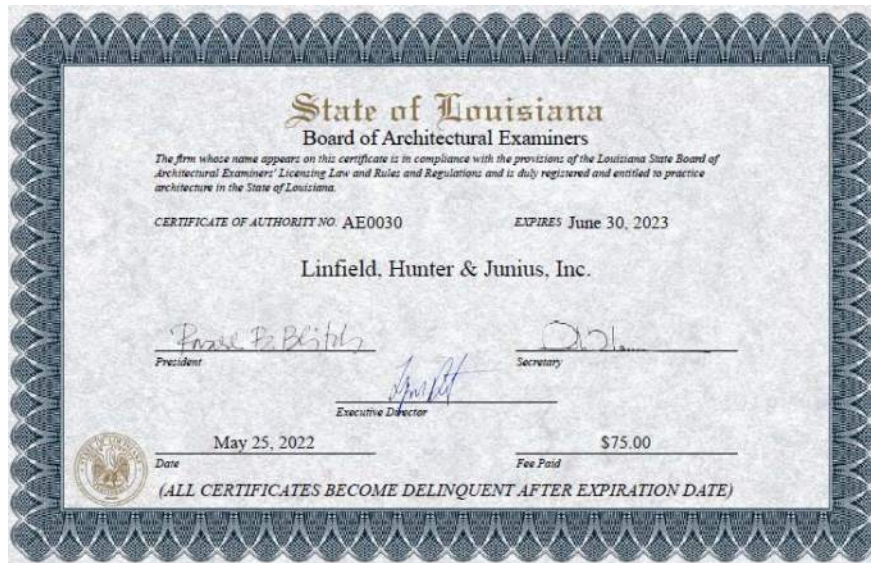 State of Louisiana
Board of Architectural Examiners
The firm whose name appears on this certificate is in compliance with the provisions of the Louisiana State Board of
Architectural Examiners' Licensing Law and Rules and Regulations and is duly registered and entitled to practice
architecture in the State of Louisiana.
CERTIFICATE OF AUTHORITY NO. AE0030 EXPIRES June 30, 2023
Linfield, Hunter & Junius, Inc.
President Secretary
Executive Director
May 25, 2022 $75.00
Date Fee Paid
(ALL CERTIFICATES BECOME DELINQUENT AFTER EXPIRATION DATE)